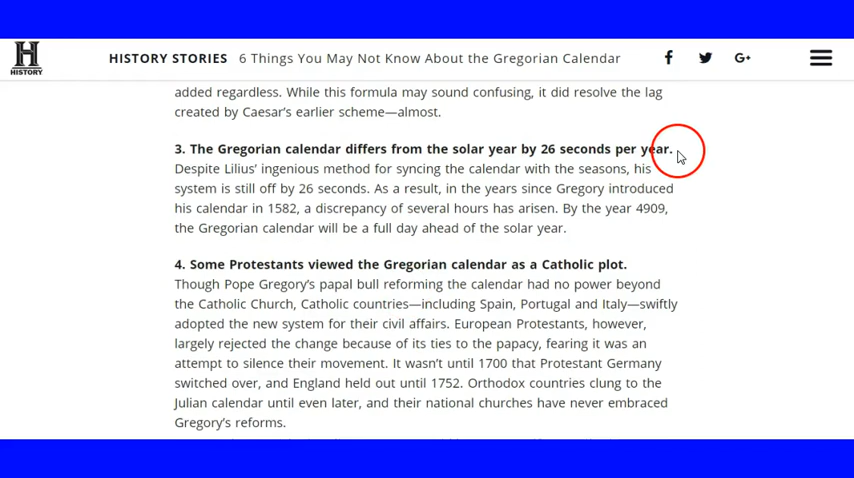 H
HISTORY
HISTORY STORIES 6 Things You May Not Know About the Gregorian Calendar
f G+
added regardless. While this formula may sound confusing, it did resolve the lag
created by Caesar’s earlier scheme—almost.
3. The Gregorian calendar differs from the solar year by 26 seconds per year.
Despite Lilius’ ingenious method for syncing the calendar with the seasons, his
system is still off by 26 seconds. As a result, in the years since Gregory introduced
his calendar in 1582, a discrepancy of several hours has arisen. By the year 4909,
the Gregorian calendar will be a full day ahead of the solar year.
4. Some Protestants viewed the Gregorian calendar as a Catholic plot.
Though Pope Gregory’s papal bull reforming the calendar had no power beyond
the Catholic Church, Catholic countries—including Spain, Portugal and Italy—swiftly
adopted the new system for their civil affairs. European Protestants, however,
largely rejected the change because of its ties to the papacy, fearing it was an
attempt to silence their movement. It wasn’t until 1700 that Protestant Germany
switched over, and England held out until 1752. Orthodox countries clung to the
Julian calendar until even later, and their national churches have never embraced
Gregory’s reforms.